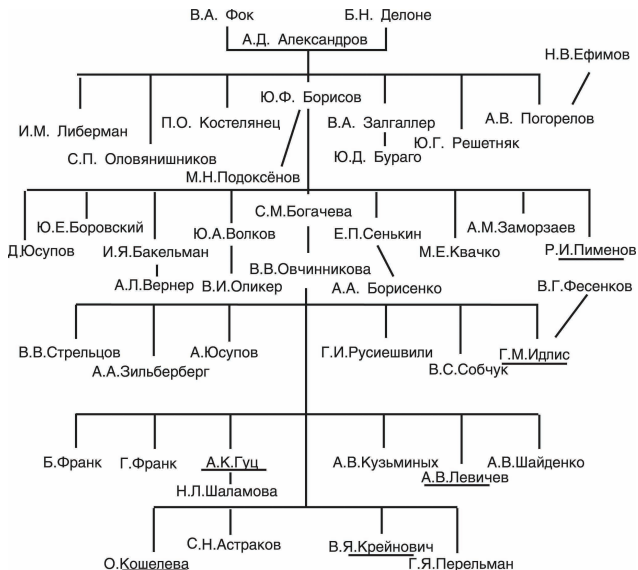 В.А. Фок
Б.Н. Делоне
А.Д. Александров
Н.В.Ефимов
Ю.Ф. Борисов
И.М. Либерман
П.О. Костелянец
В.А. Залгаллер
А.В. Погорелов
С.П. Оловянишников
Ю.Д. Бураго
Ю.Г. Решетняк
М.Н.Подоксёнов
С.М.Богачева
Ю.Е.Боровский
Ю.А.Волков
Е.П.Сенькин
А.М.Заморзаев
Д.Юсупов
И.Я.Бакельман
М.Е.Квачко
Р.И.Пименов
В.В.Овчинникова
А.Л.Вернер
В.И.Оликер
А.А. Борисенко
В.Г.Фесенков
В.В.Стрельцов
А.Юсупов
Г.И.Русиешвили
Г.М.Идлис
А.А.Зильберберг
В.С.Собчук
Б.Франк
Г.Франк
А.К.Гуц
А.В.Кузьминых
А.В.Левичев
А.В.Шайденко
Н.Л.Шаламова
О.Кошелева
С.Н.Астраков
В.Я.Крейнович
Г.Я.Перельман